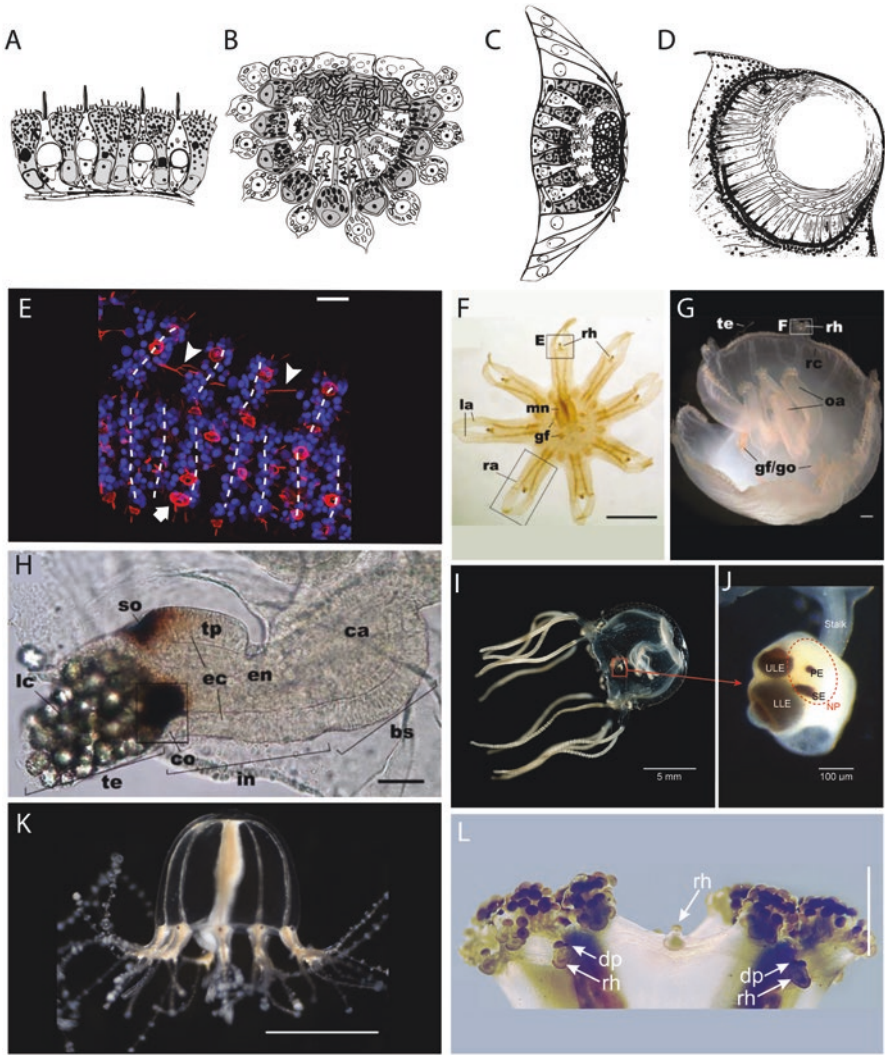 A
B
C
D
E
F
rh
E
la
mn
gf
ra
G
te
F
rh
rc
oa
gf/go
H
so
tp
ca
lc
en
ec
bs
co
in
te
I
5 mm
J
Stalk
ULE
PE
SE
LLE
NP
100 µm
K
L
rh
dp
rh
dp
rh